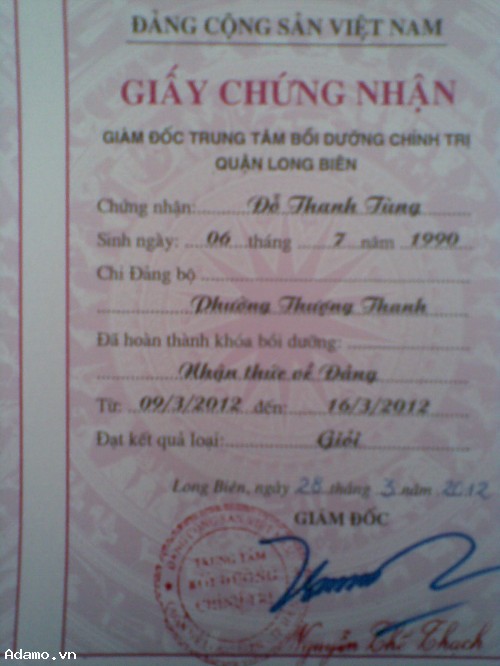 ĐẢNG CỘNG SẢN VIỆT NAM
GIẤY CHỨNG NHẬN
GIÁM ĐỐC TRUNG TÂM BỒI DƯỠNG CHÍNH TRỊ
QUẬN LONG BIÊN
Chứng nhận: Đỗ Thanh Tùng
Sinh ngày: 06 tháng 7 năm 1990
Chi Đảng bộ
Phường Thượng Thanh
Đã hoàn thành khóa bồi dưỡng:
Nhận thức về Đảng
Từ: 09/3/2012 đến: 16/3/2012
Đạt kết quả loại: Giỏi
Long Biên, ngày 28 tháng 3 năm 2012
GIÁM ĐỐC
TRUNG TÂM
BỒI DƯỠNG
CHÍNH TRỊ
Nguyễn Thế Thạch
Adamo.vn